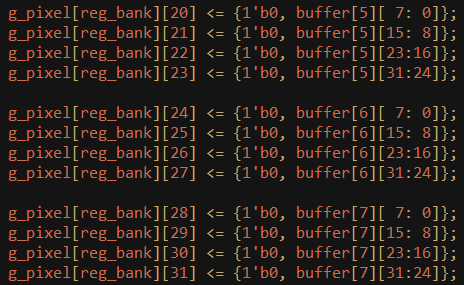 g_pixel[reg_bank][20] <= {1'b0, buffer[5][ 7: 0]};
g_pixel[reg_bank][21] <= {1'b0, buffer[5][15: 8]};
g_pixel[reg_bank][22] <= {1'b0, buffer[5][23:16]};
g_pixel[reg_bank][23] <= {1'b0, buffer[5][31:24]};

g_pixel[reg_bank][24] <= {1'b0, buffer[6][ 7: 0]};
g_pixel[reg_bank][25] <= {1'b0, buffer[6][15: 8]};
g_pixel[reg_bank][26] <= {1'b0, buffer[6][23:16]};
g_pixel[reg_bank][27] <= {1'b0, buffer[6][31:24]};

g_pixel[reg_bank][28] <= {1'b0, buffer[7][ 7: 0]};
g_pixel[reg_bank][29] <= {1'b0, buffer[7][15: 8]};
g_pixel[reg_bank][30] <= {1'b0, buffer[7][23:16]};
g_pixel[reg_bank][31] <= {1'b0, buffer[7][31:24]};